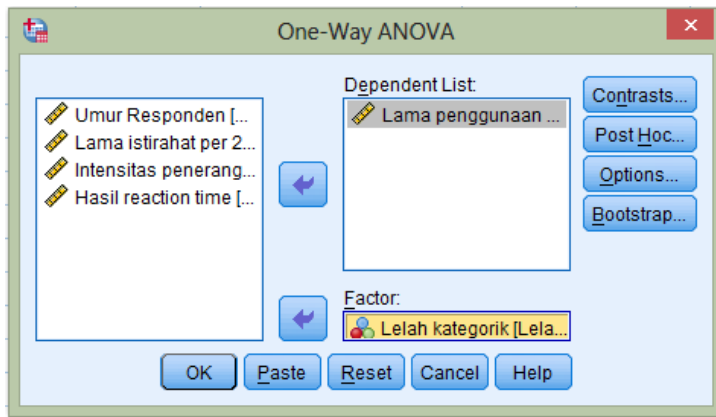 One-Way ANOVA
Umur Responden [...
Lama istirahat per 2...
Intensitas penerang...
Hasil reaction time [...
Dependent List:
Lama penggunaan ...
Factor:
Lelah kategorik [Lela...
Contrasts...
Post Hoc...
Options...
Bootstrap...
OK
Paste
Reset
Cancel
Help